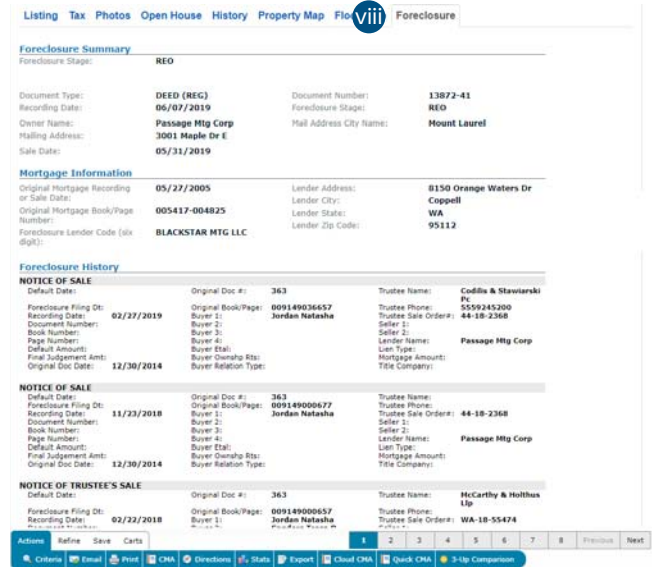 Listing Tax Photos Open House History Property Map Flo viii Foreclosure
Foreclosure Summary
Foreclosure Stage: REO
Document Type: DEED (REG) Document Number: 13872-41
Recording Date: 06/07/2019 Foreclosure Stage: REO
Owner Name: Passage Mtg Corp Mail Address City Name: Mount Laurel
Mailing Address: 3001 Maple Dr E
Sale Date: 05/31/2019
Mortgage Information
Original Mortgage Recording 05/27/2005 Lender Address: 8150 Orange Waters Dr
or Sale Date: Lender City: Coppell
Original Mortgage Book/Page 005417-004825 Lender State: WA
Number: Lender Zip Code: 95112
Foreclosure Lender Code (six BLACKSTAR MTG LLC
digit):
Foreclosure History
NOTICE OF SALE
Default Date: Original Doc #: 363 Trustee Name: Codilis & Stawiarski
Pc
Foreclosure Filing Dt: Original Book/Page: 009149036657 Trustee Phone: 5559245200
Recording Date: 02/27/2019 Buyer 1: Jordan Natasha Trustee Sale Order#: 44-18-2368
Document Number: Buyer 2: Seller 1:
Book Number: Buyer 3: Seller 2:
Page Number: Buyer 4: Lender Name: Passage Mtg Corp
Default Amount: Buyer Etal: Lien Type:
Final Judgement Amt: Buyer Ownshp Rts: Mortgage Amount:
Original Doc Date: 12/30/2014 Buyer Relation Type: Title Company:
NOTICE OF SALE
Default Date: Original Doc #: 363 Trustee Name:
Foreclosure Filing Dt: Original Book/Page: 009149000677 Trustee Phone:
Recording Date: 11/23/2018 Buyer 1: Jordan Natasha Trustee Sale Order#: 44-18-2368
Document Number: Buyer 2: Seller 1:
Book Number: Buyer 3: Seller 2:
Page Number: Buyer 4: Lender Name: Passage Mtg Corp
Default Amount: Buyer Etal: Lien Type:
Final Judgement Amt: Buyer Ownshp Rts: Mortgage Amount:
Original Doc Date: 12/30/2014 Buyer Relation Type: Title Company:
NOTICE OF TRUSTEE'S SALE
Default Date: Original Doc #: 363 Trustee Name: McCarthy & Holthus
Llp
Foreclosure Filing Dt: Original Book/Page: 009149000657 Trustee Phone:
Recording Date: 02/22/2018 Buyer 1: Jordan Natasha Trustee Sale Order#: WA-18-55474
Actions Refine Save Carts 1 2 3 4 5 6 7 8 Previous Next
Criteria Email Print CMA Directions Stats Export Cloud CMA Quick CMA 3-Up Comparison